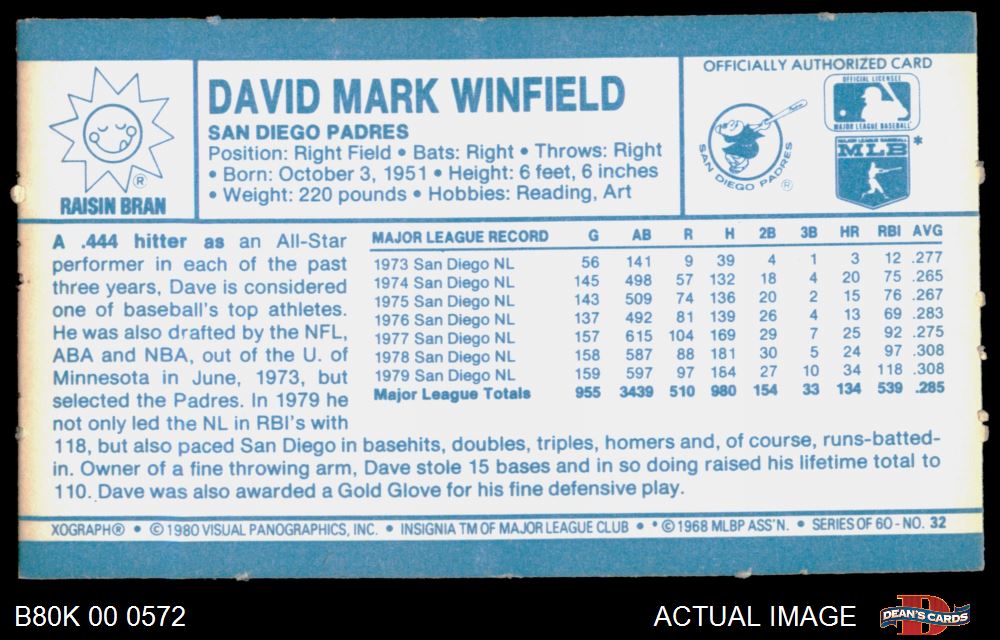 RAISIN BRAN
®
DAVID MARK WINFIELD
SAN DIEGO PADRES
Position: Right Field • Bats: Right • Throws: Right
• Born: October 3, 1951 • Height: 6 feet, 6 inches
• Weight: 220 pounds • Hobbies: Reading, Art
OFFICIALLY AUTHORIZED CARD
SAN DIEGO PADRES ®
OFFICIAL LICENSEE
MAJOR LEAGUE BASEBALL
MAJOR LEAGUE BASEBALL
MLB *
A .444 hitter as an All-Star
performer in each of the past
three years, Dave is considered
one of baseball's top athletes.
He was also drafted by the NFL,
ABA and NBA, out of the U. of
Minnesota in June, 1973, but
selected the Padres. In 1979 he
not only led the NL in RBI's with
118, but also paced San Diego in basehits, doubles, triples, homers and, of course, runs-batted-
in. Owner of a fine throwing arm, Dave stole 15 bases and in so doing raised his lifetime total to
110. Dave was also awarded a Gold Glove for his fine defensive play.
MAJOR LEAGUE RECORD G AB R H 2B 3B HR RBI AVG
1973 San Diego NL 56 141 9 39 4 1 3 12 .277
1974 San Diego NL 145 498 57 132 18 4 20 75 .265
1975 San Diego NL 143 509 74 136 20 2 15 76 .267
1976 San Diego NL 137 492 81 139 26 4 13 69 .283
1977 San Diego NL 157 615 104 169 29 7 25 92 .275
1978 San Diego NL 158 587 88 181 30 5 24 97 .308
1979 San Diego NL 159 597 97 184 27 10 34 118 .308
Major League Totals 955 3439 510 980 154 33 134 539 .285
XOGRAPH® • © 1980 VISUAL PANOGRAPHICS, INC. • INSIGNIA TM OF MAJOR LEAGUE CLUB • * © 1968 MLBP ASS'N. • SERIES OF 60 - NO. 32
B80K 00 0572
ACTUAL IMAGE
DEAN'S CARDS